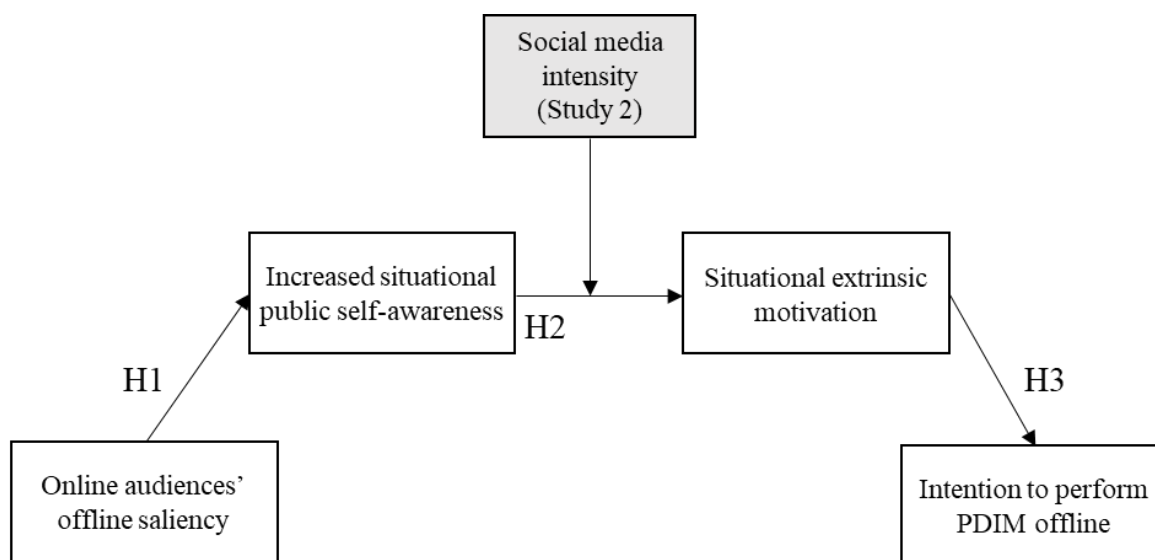 Social media
intensity
(Study 2)
Increased situational
public self-awareness
Situational extrinsic
motivation
H2
H1
H3
Online audiences’
offline saliency
Intention to perform
PDIM offline